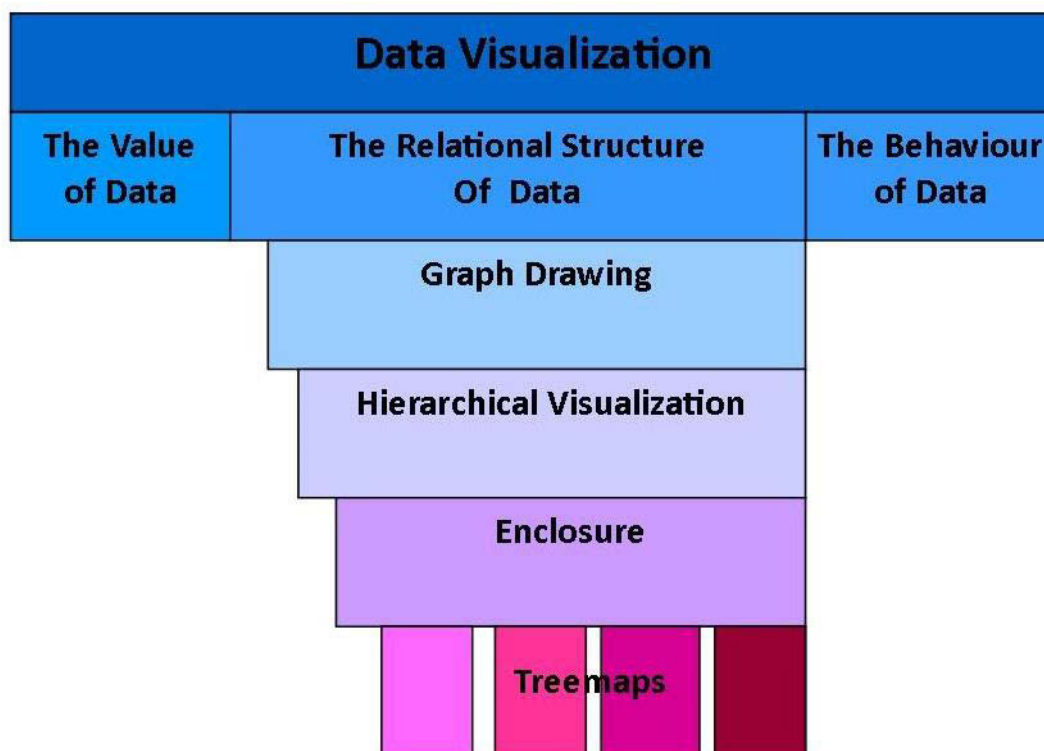 Data Visualization
The Value
of Data
The Relational Structure
Of Data
The Behaviour
of Data
Graph Drawing
Hierarchical Visualization
Enclosure
Treemaps